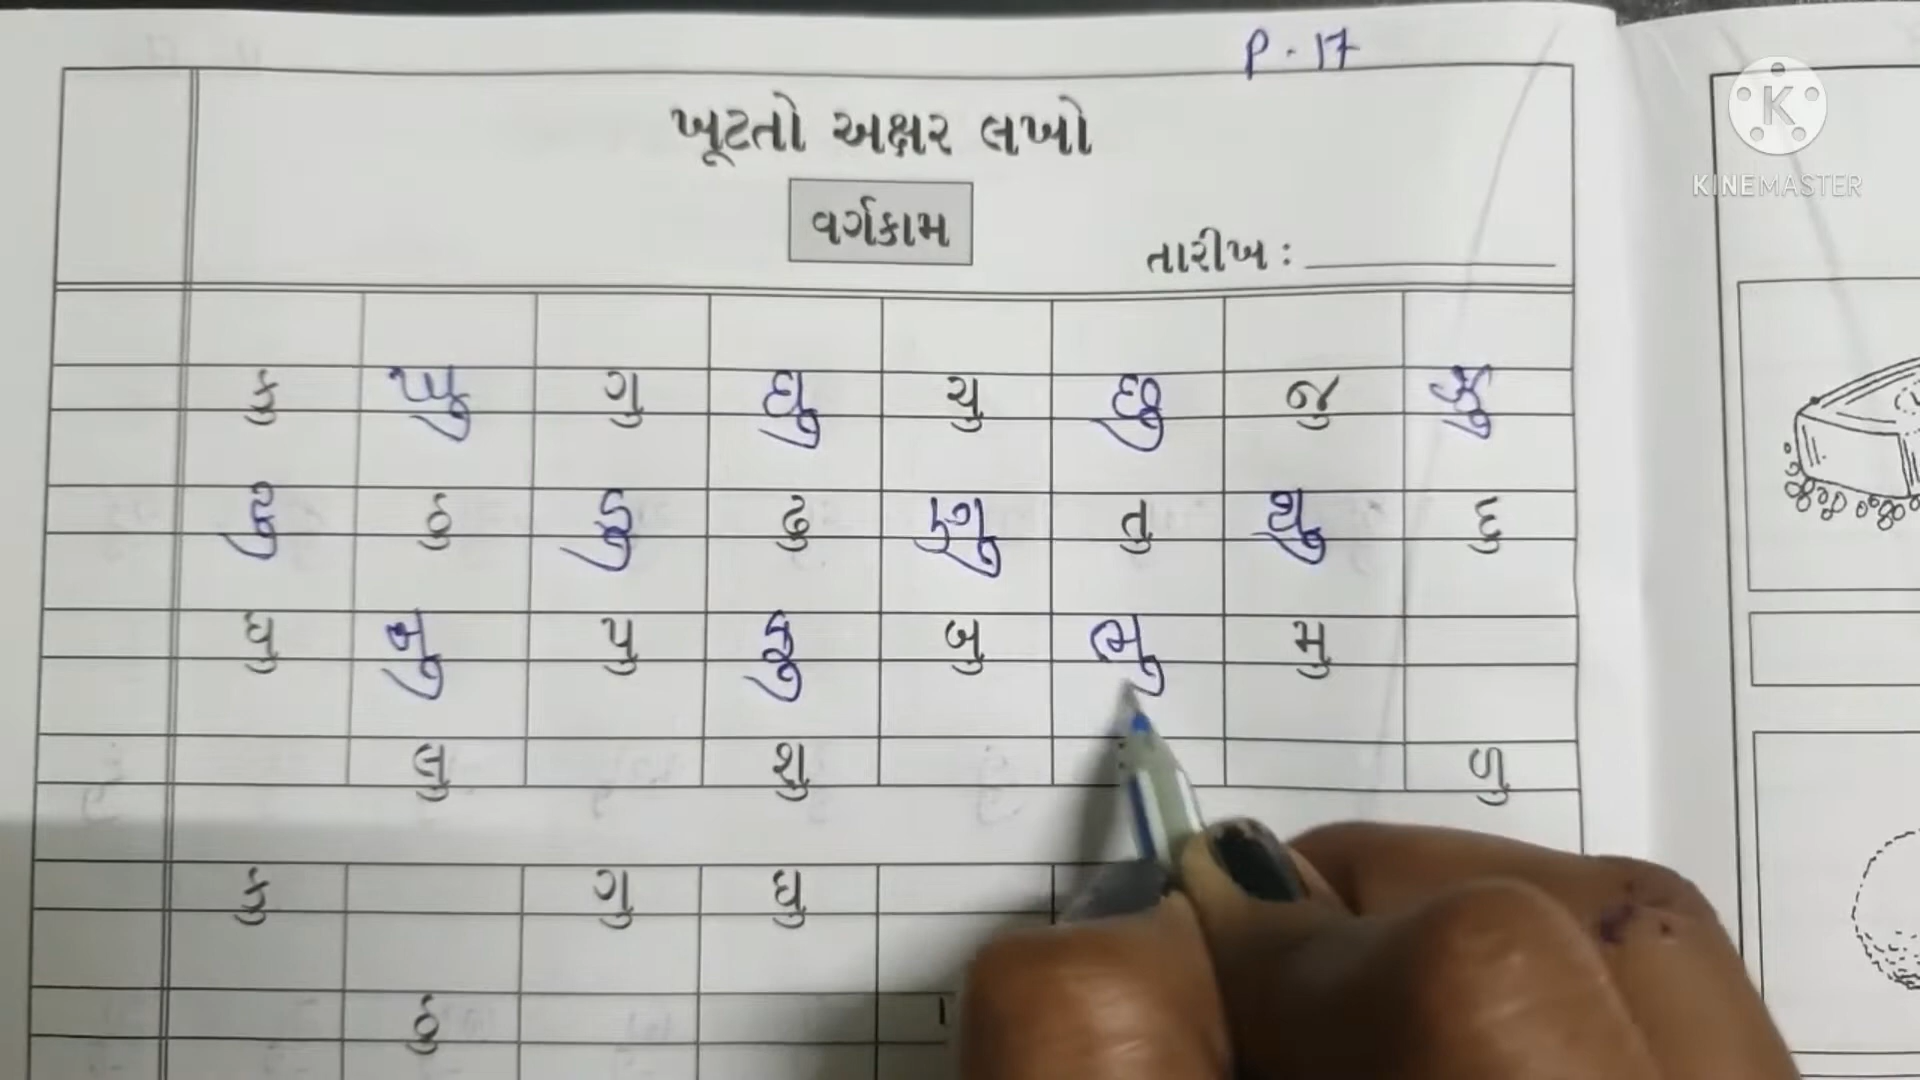 P. 17
ખૂટતો અક્ષર લખો
KINEMASTER
વર્ગકામ
તારીખ :
કુ ખુ ગુ ઘુ ચુ છુ જુ ઝુ
ટુ ઠુ ડુ ઢુ ણુ તુ થુ દુ
ધુ નુ પુ ફુ બુ ભુ મુ
લુ શુ ળુ
કુ ગુ ઘુ
ઠુ